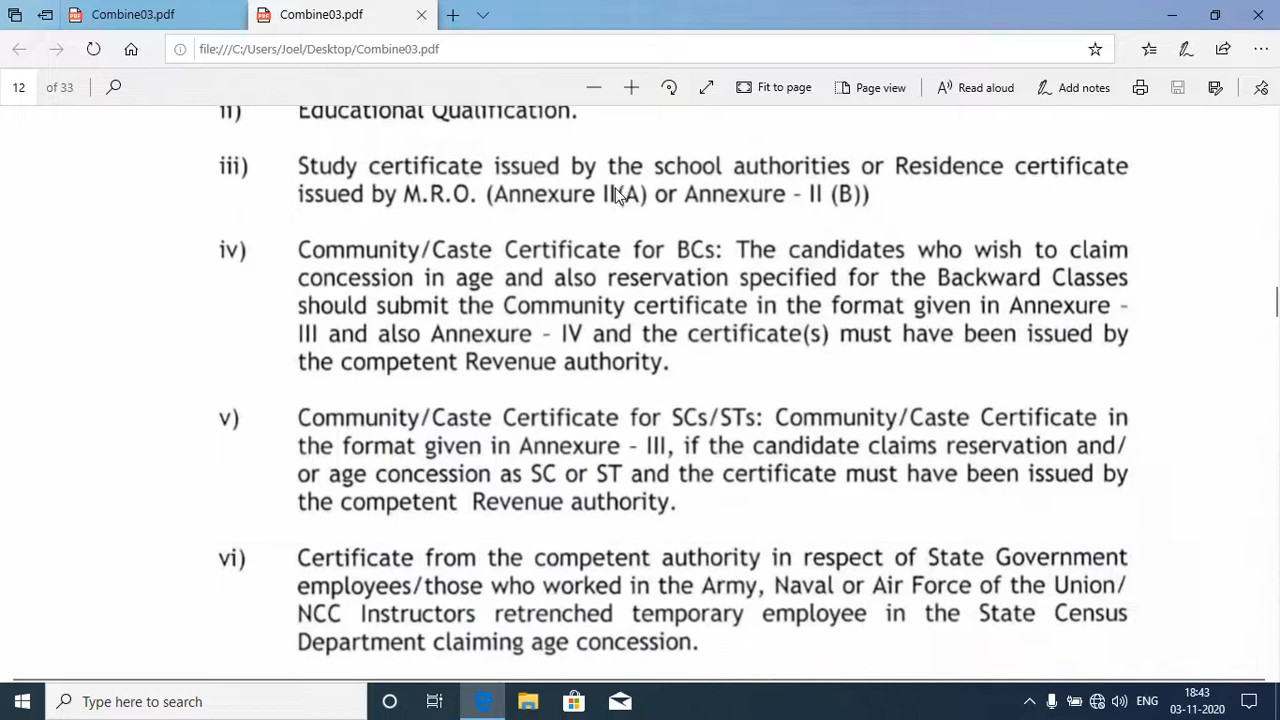 Combine03.pdf
Combine03.pdf
file:///C:/Users/Joel/Desktop/Combine03.pdf
12 of 33
Fit to page
Page view
Read aloud
Add notes
ii) Educational Qualification.
iii) Study certificate issued by the school authorities or Residence certificate
issued by M.R.O. (Annexure II(A) or Annexure - II (B))
iv) Community/Caste Certificate for BCs: The candidates who wish to claim
concession in age and also reservation specified for the Backward Classes
should submit the Community certificate in the format given in Annexure -
III and also Annexure - IV and the certificate(s) must have been issued by
the competent Revenue authority.
v) Community/Caste Certificate for SCs/STs: Community/Caste Certificate in
the format given in Annexure - III, if the candidate claims reservation and/
or age concession as SC or ST and the certificate must have been issued by
the competent Revenue authority.
vi) Certificate from the competent authority in respect of State Government
employees/those who worked in the Army, Naval or Air Force of the Union/
NCC Instructors retrenched temporary employee in the State Census
Department claiming age concession.
Type here to search
ENG
18:43
03-11-2020